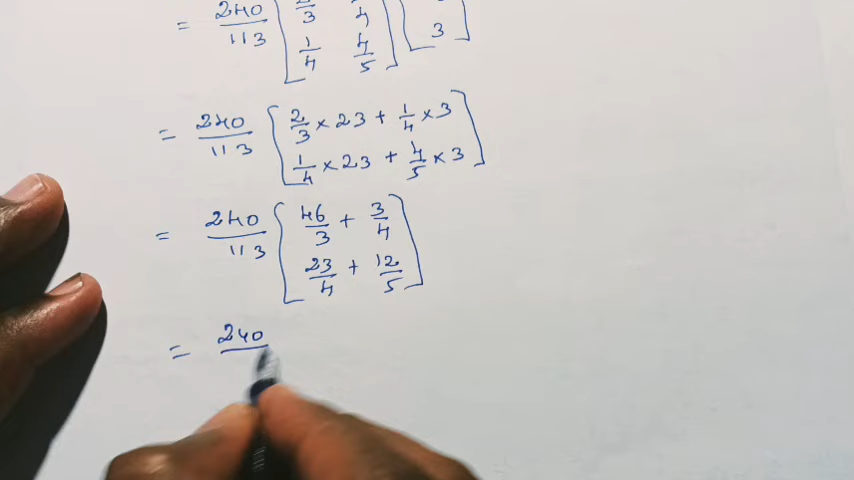 = 240/113 [2/3 1/4] [
[1/4 4/5] [3]
= 240/113 [2/3 × 23 + 1/4 × 3
1/4 × 23 + 4/5 × 3]
= 240/113 [46/3 + 3/4
23/4 + 12/5]
= 240